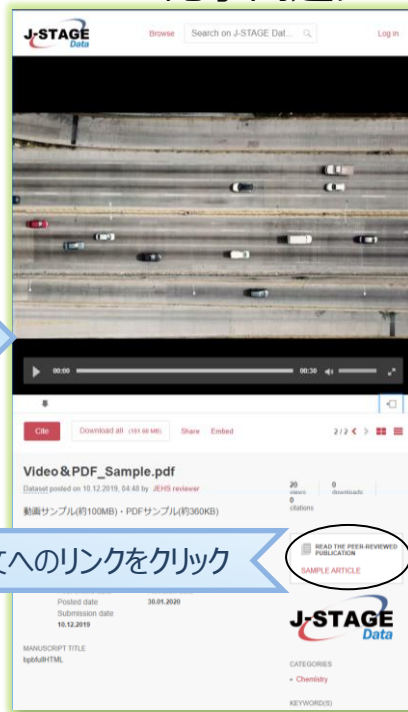 J-STAGE
Data
Browse
Search on J-STAGE Dat...
Log in
00:00
00:30
Cite
Download all (101.66 MB)
Share
Embed
2 / 2
Video&PDF_Sample.pdf
Dataset posted on 10.12.2019, 04:48 by JEHS reviewer
動画サンプル(約100MB)・PDFサンプル(約360KB)
20
views
0
downloads
0
citations
READ THE PEER-REVIEWED
PUBLICATION
SAMPLE ARTICLE
へのリンクをクリック
Posted date
30.01.2020
Submission date
10.12.2019
MANUSCRIPT TITLE
bpbfullHTML
J-STAGE
Data
CATEGORIES
• Chemistry
KEYWORD(S)